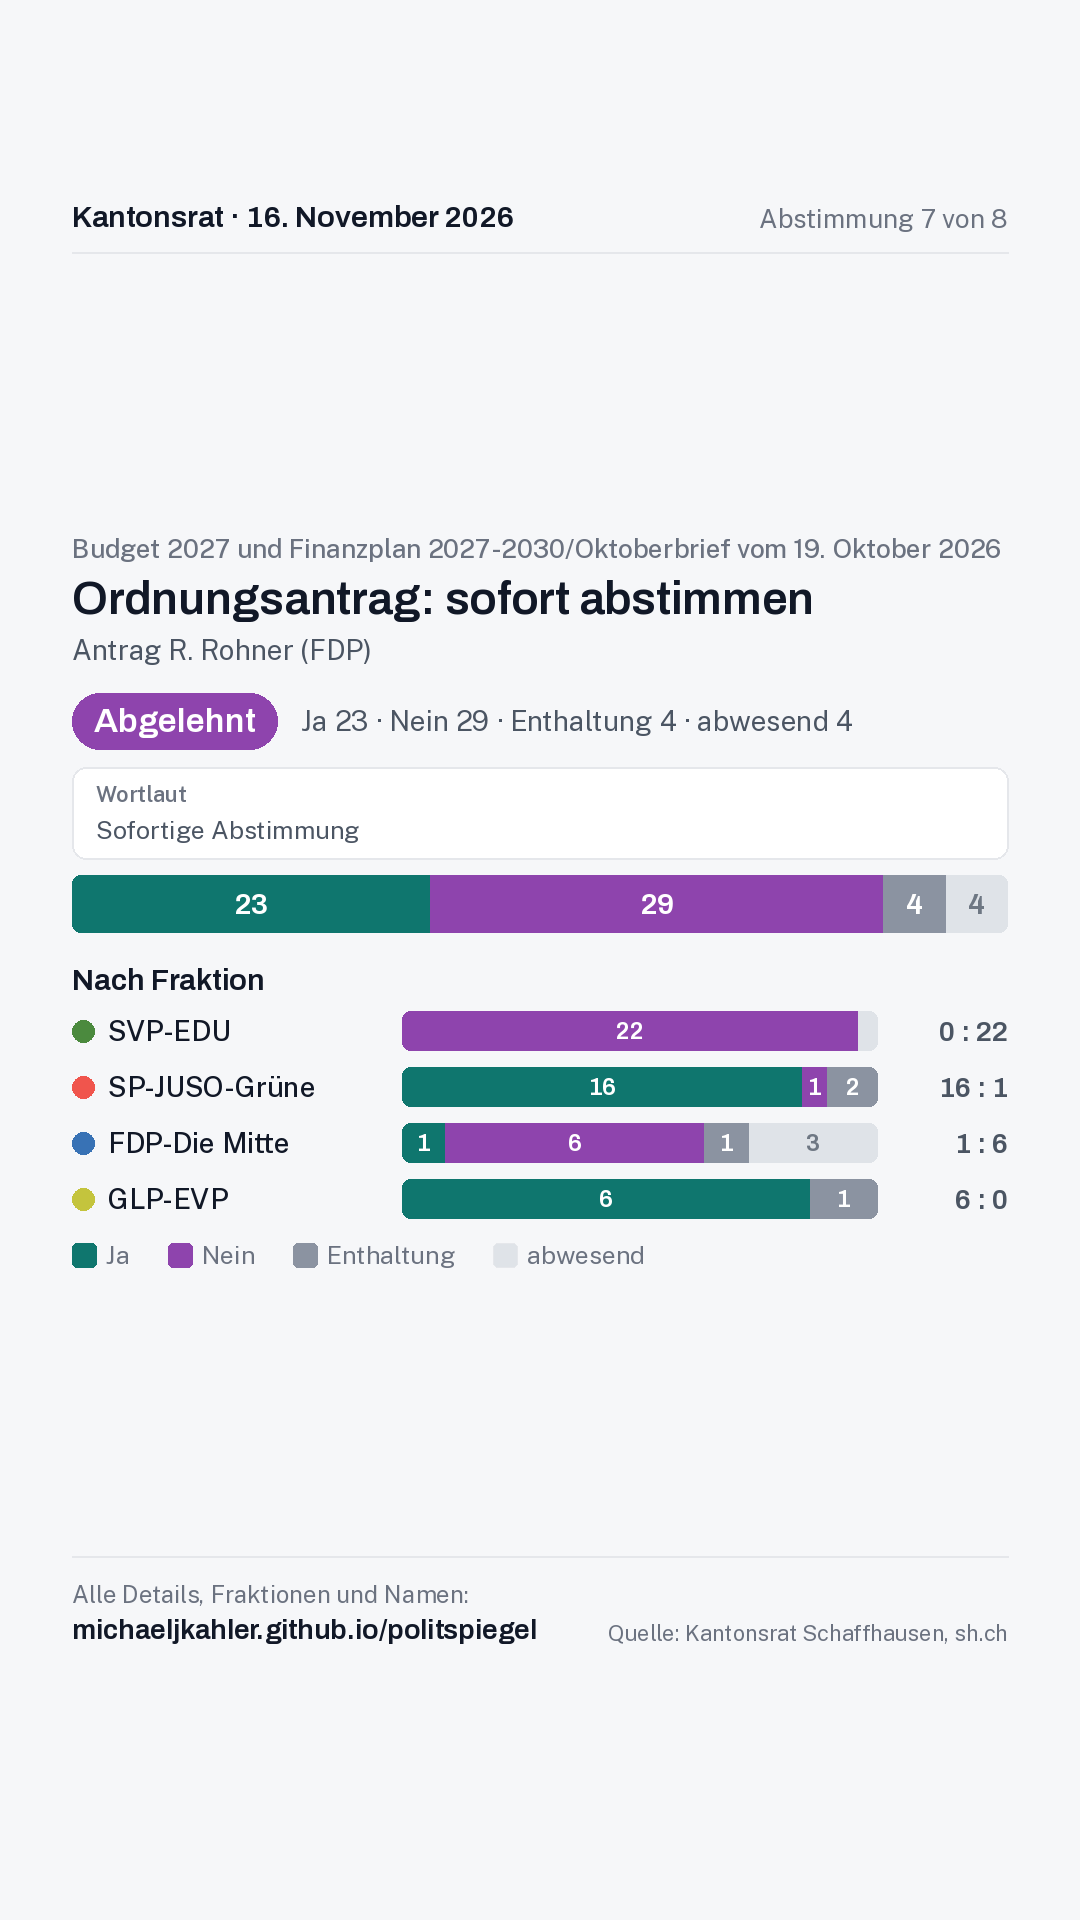 Kantonsrat · 16. November 2026
Abstimmung 7 von 8
Budget 2027 und Finanzplan 2027-2030/Oktoberbrief vom 19. Oktober 2026
Ordnungsantrag: sofort abstimmen
Antrag R. Rohner (FDP)
Abgelehnt
Ja 23 · Nein 29 · Enthaltung 4 · abwesend 4
Wortlaut
Sofortige Abstimmung
23 29 4 4
Nach Fraktion
SVP-EDU 22 0 : 22
SP-JUSO-Grüne 16 1 2 16 : 1
FDP-Die Mitte 1 6 1 3 1 : 6
GLP-EVP 6 1 6 : 0
Ja Nein Enthaltung abwesend
Alle Details, Fraktionen und Namen:
michaeljkahler.github.io/politspiegel
Quelle: Kantonsrat Schaffhausen, sh.ch